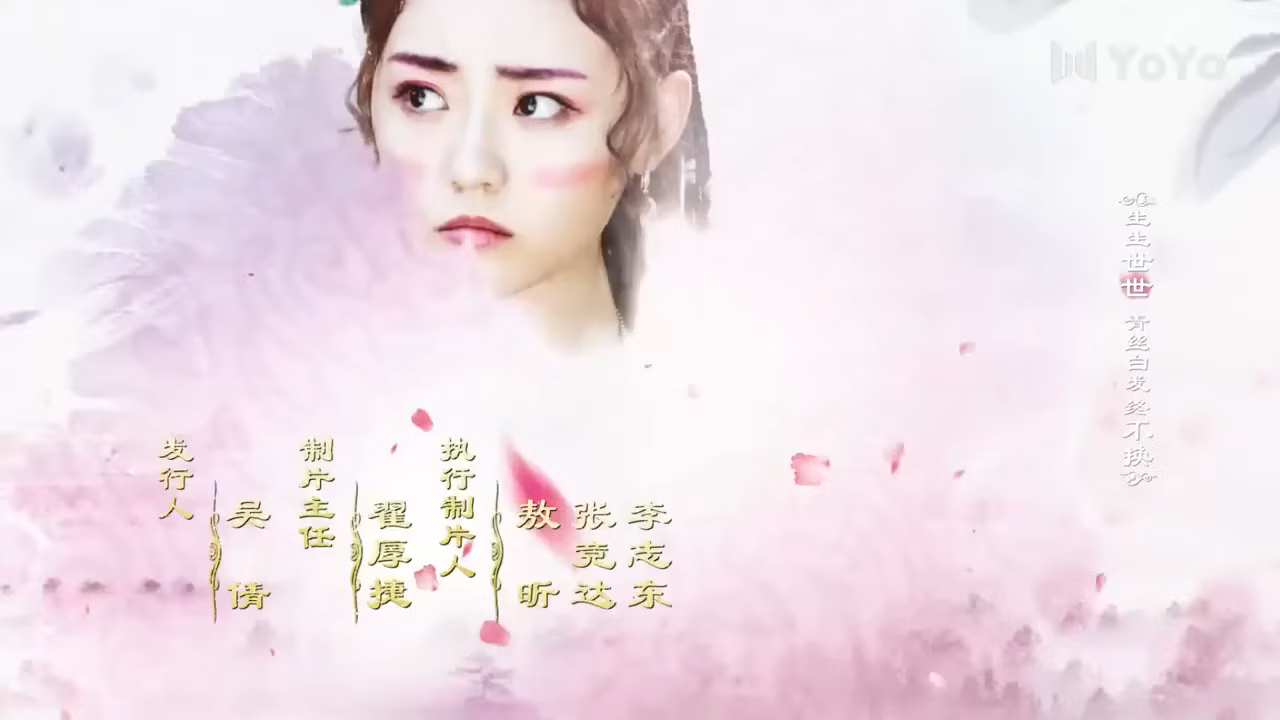 YoYo
生生世世 青丝白发终不换
执行制片人
李志东
张竞达
敖昕
制片主任
翟厚捷
发行人
吴倩